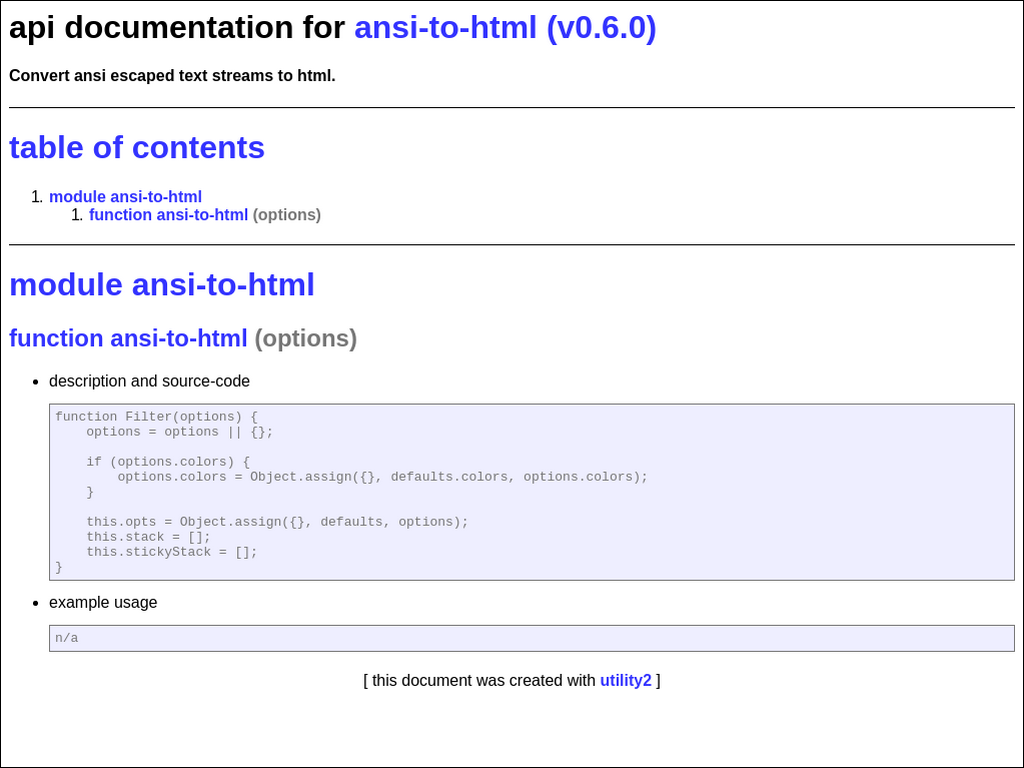 api documentation for ansi-to-html (v0.6.0)
Convert ansi escaped text streams to html.
table of contents
1. module ansi-to-html
1. function ansi-to-html (options)
module ansi-to-html
function ansi-to-html (options)
• description and source-code
function Filter(options) {
    options = options || {};
    if (options.colors) {
        options.colors = Object.assign({}, defaults.colors, options.colors);
    }
    this.opts = Object.assign({}, defaults, options);
    this.stack = [];
    this.stickyStack = [];
}
• example usage
n/a
[ this document was created with utility2 ]